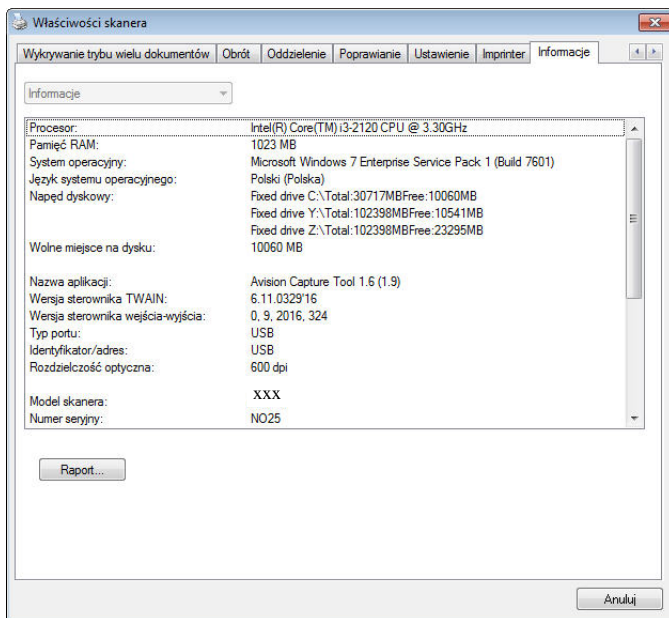 Właściwości skanera
Wykrywanie trybu wielu dokumentów Obrót Oddzielenie Poprawianie Ustawienie Imprinter Informacje
Informacje
Procesor: Intel(R) Core(TM) i3-2120 CPU @ 3.30GHz
Pamięć RAM: 1023 MB
System operacyjny: Microsoft Windows 7 Enterprise Service Pack 1 (Build 7601)
Język systemu operacyjnego: Polski (Polska)
Napęd dyskowy: Fixed drive C:\Total:30717MBFree:10060MB
Fixed drive Y:\Total:102398MBFree:10541MB
Fixed drive Z:\Total:102398MBFree:23295MB
Wolne miejsce na dysku: 10060 MB
Nazwa aplikacji: Avision Capture Tool 1.6 (1.9)
Wersja sterownika TWAIN: 6.11.0329'16
Wersja sterownika wejścia-wyjścia: 0, 9, 2016, 324
Typ portu: USB
Identyfikator/adres: USB
Rozdzielczość optyczna: 600 dpi
Model skanera: xxx
Numer seryjny: NO25
Raport...
Anuluj